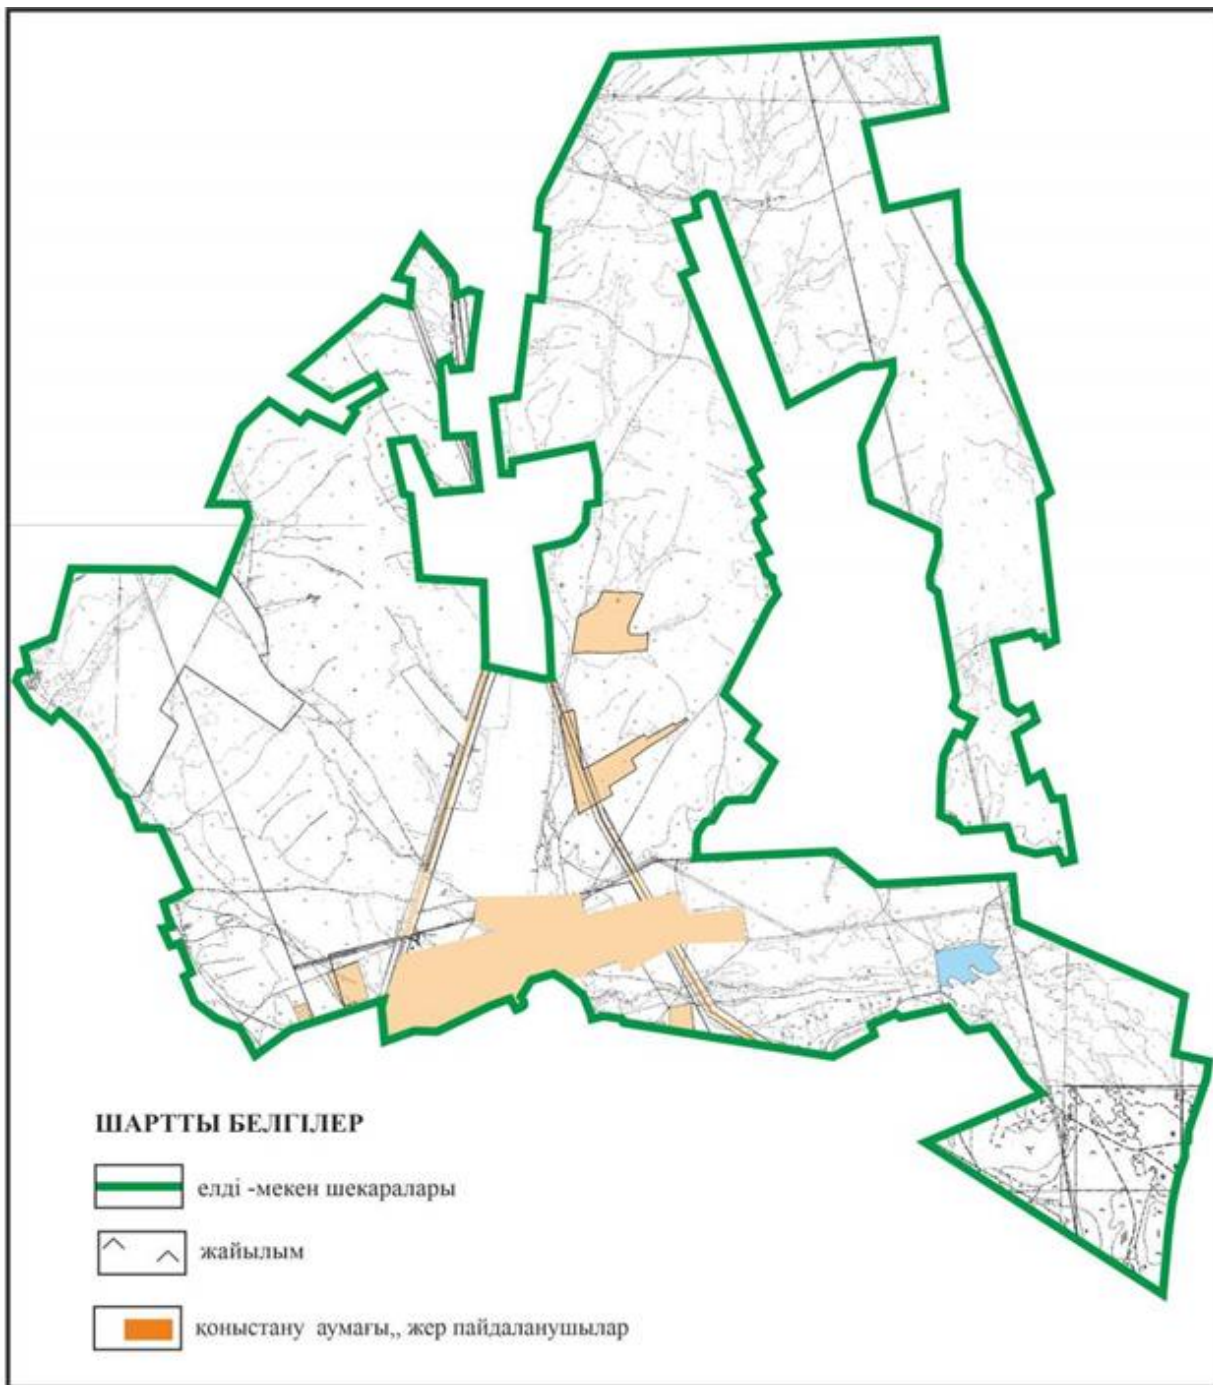 ШАРТТЫ БЕЛГІЛЕР
елді -мекен шекаралары
жайылым
қоныстану аумағы,, жер пайдаланушылар